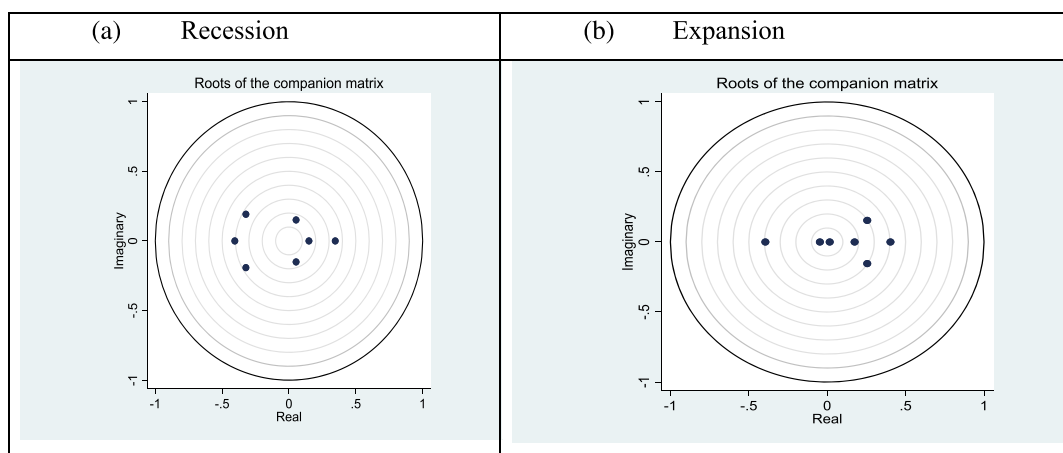 (a) Recession
(b) Expansion
Roots of the companion matrix
Imaginary
1
.5
0
-.5
-1
-1
-.5
0
.5
1
Real
Roots of the companion matrix
Imaginary
1
.5
0
-.5
-1
-1
-.5
0
.5
1
Real